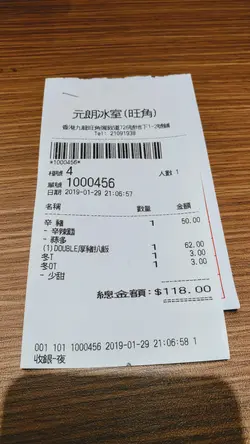 元朗冰室(旺角)
Tel: 21091938
*1000456*
檯號 4 人數 1
單號 1000456
日期 2019-01-29 21:06:57
名稱 數量 金額
辛雞 1 50.00
- 辛辣麵
- 蒜多
(1)DOUBLE厚豬扒飯 1 62.00
冬T 1 3.00
冬OT 1 3.00
- 少甜
總金額: $118.00
001 101 1000456 2019-01-29 21:06:58 1
收銀-夜